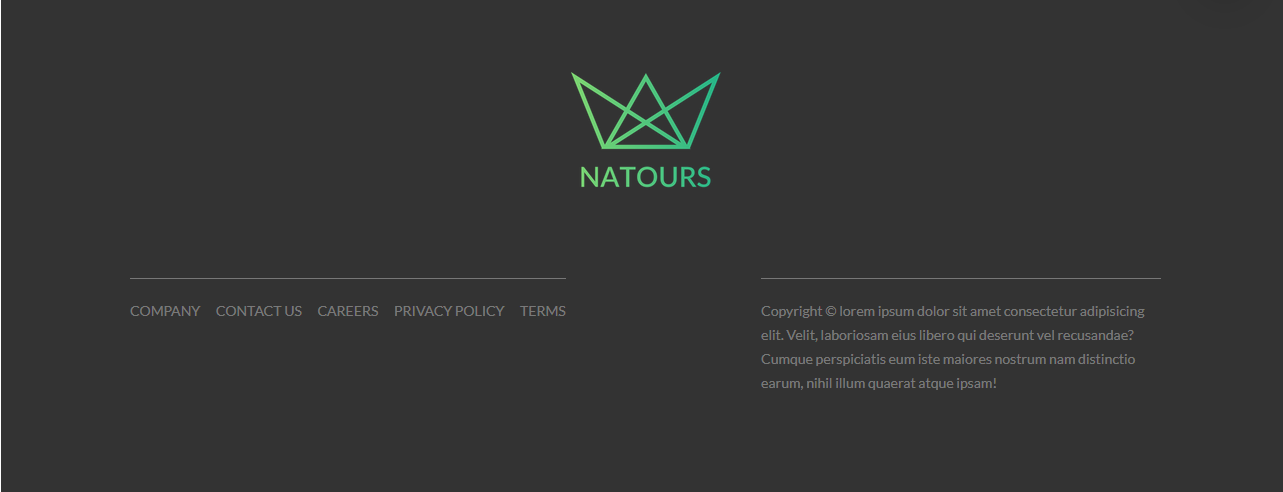 NATOURS
COMPANY CONTACT US CAREERS PRIVACY POLICY TERMS
Copyright © lorem ipsum dolor sit amet consectetur adipisicing
elit. Velit, laboriosam eius libero qui deserunt vel recusandae?
Cumque perspiciatis eum iste maiores nostrum nam distinctio
earum, nihil illum quaerat atque ipsam!